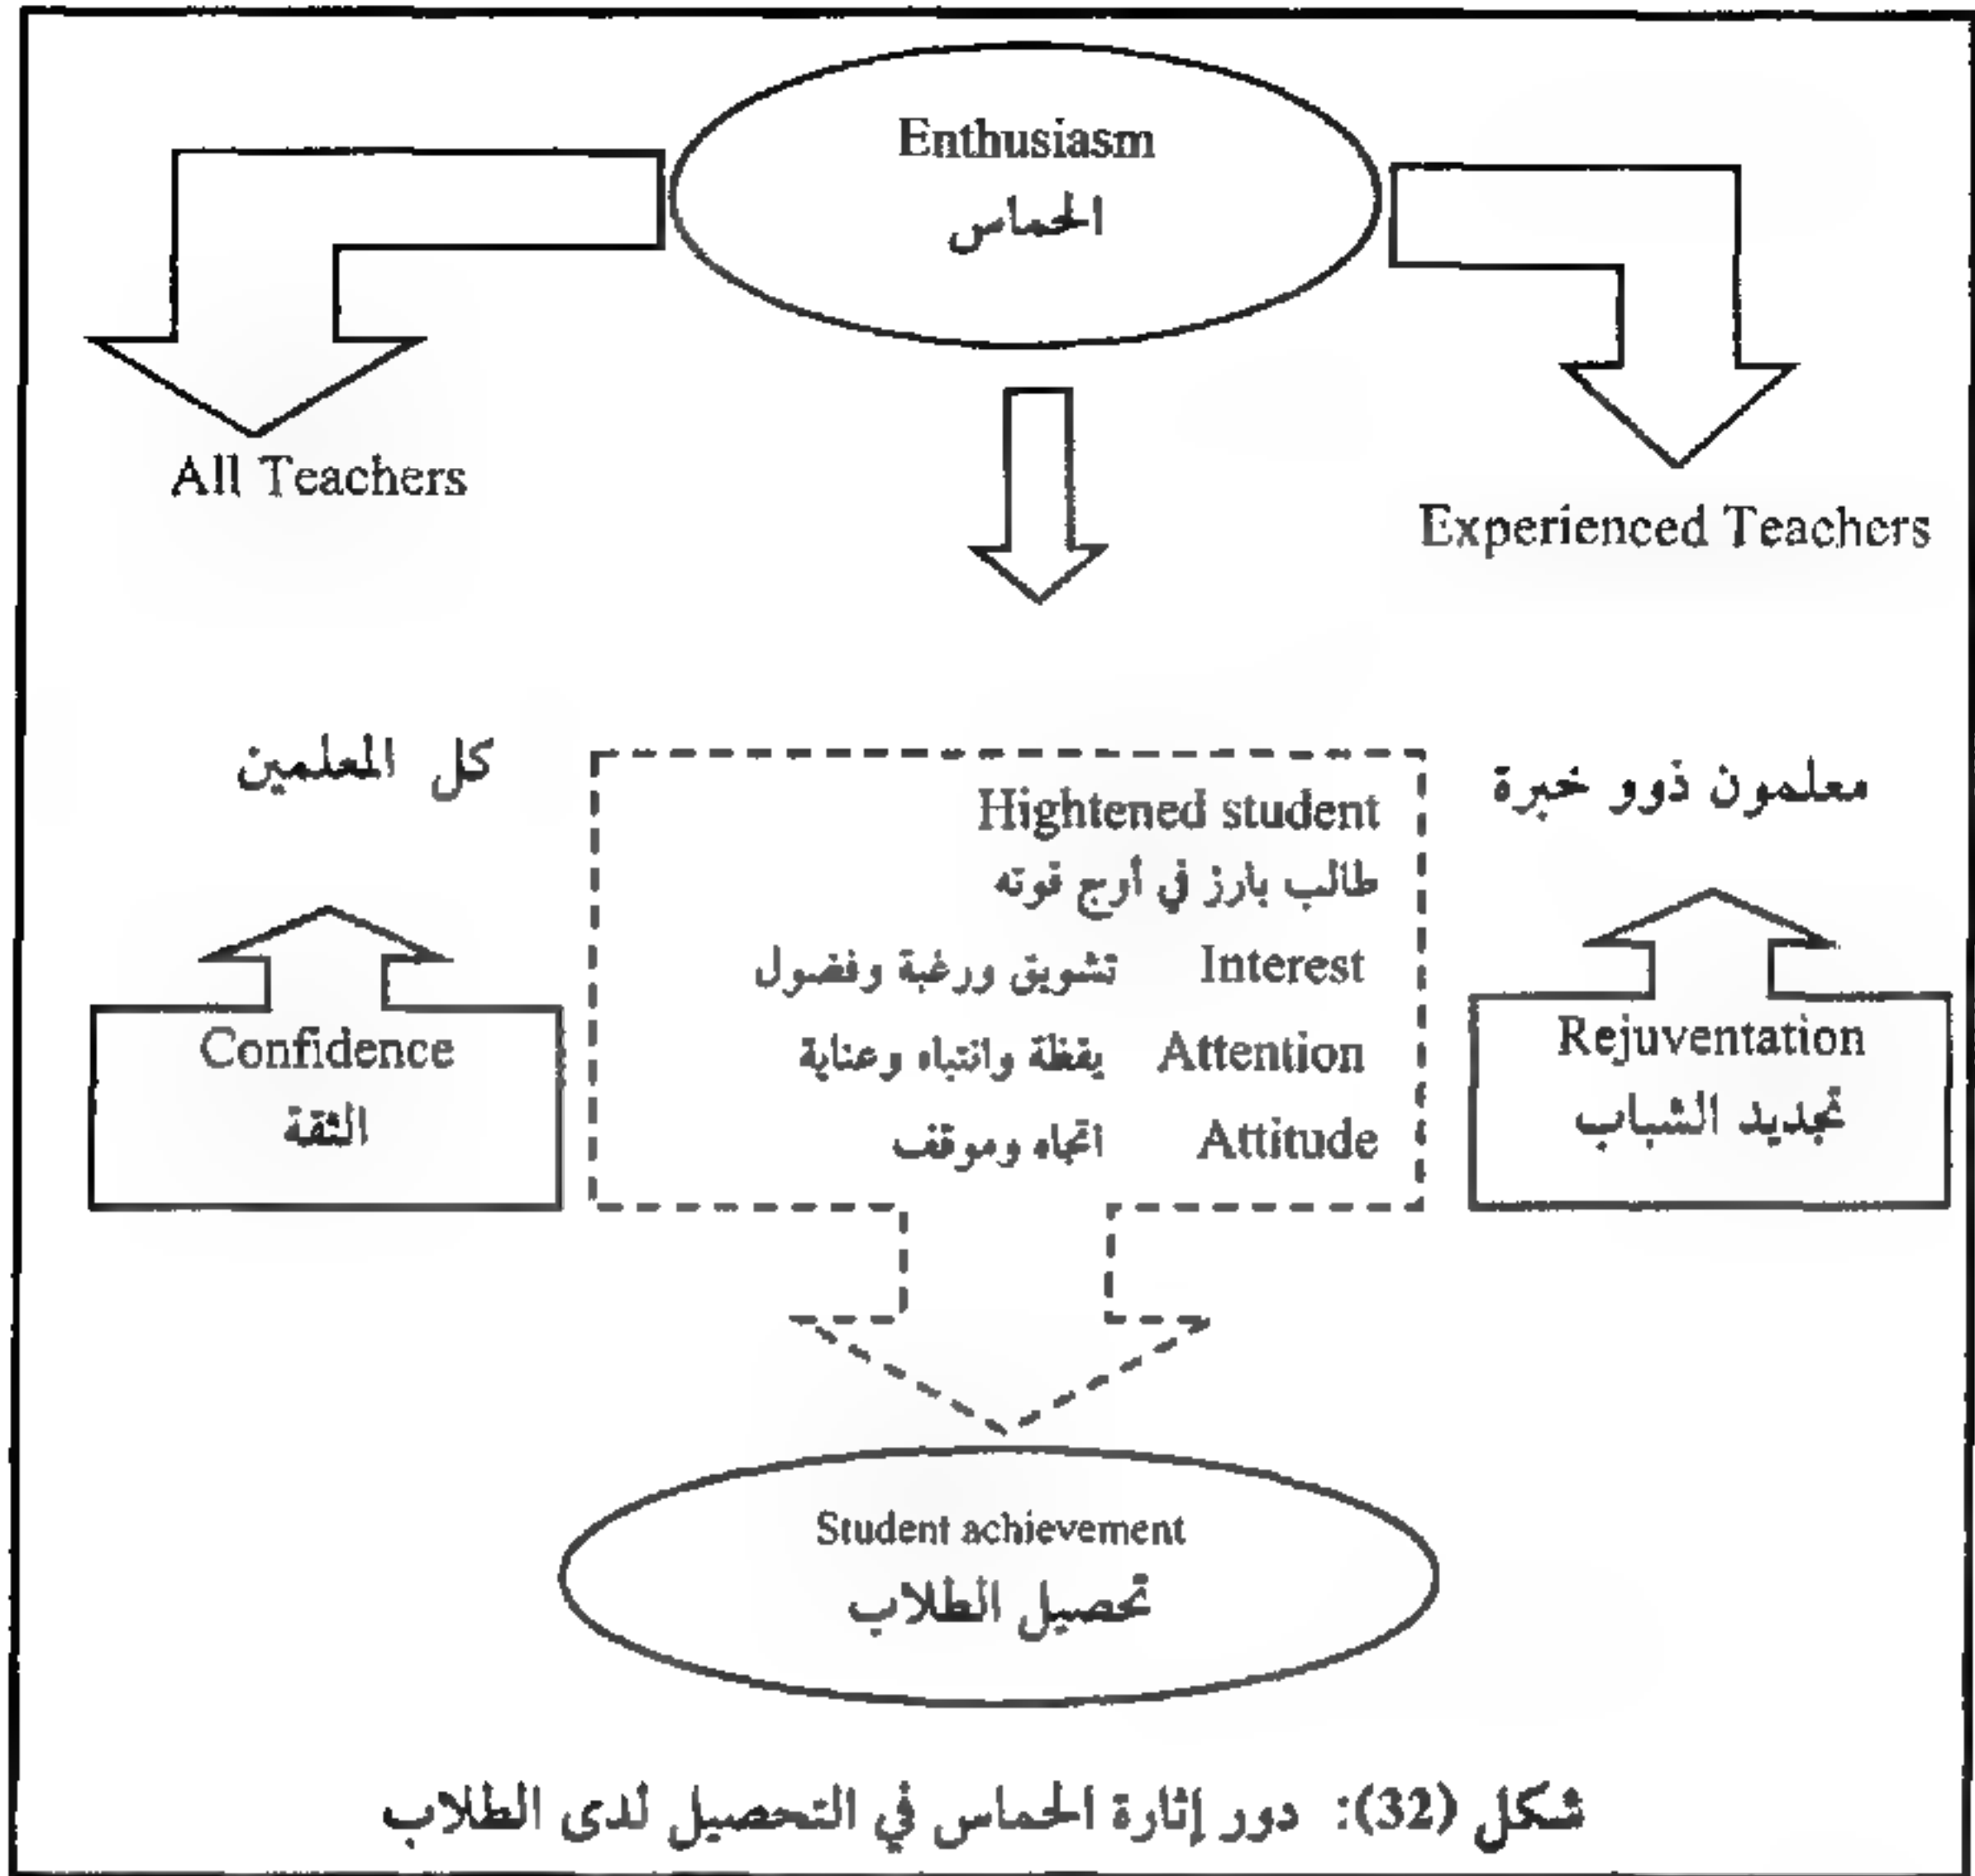 Enthusiasm
الحماس
All Teachers
Experienced Teachers
كل المعلمين
معلمون ذوو خبرة
Hightened student
طالب بارز في أوج قوته
Interest تشويق ورغبة وفضول
Attention يقظة وانتباه وعناية
Attitude اتجاه وموقف
Confidence
الثقة
Rejuventation
تجديد الشباب
Student achievement
تحصيل الطلاب
شكل (32): دور إثارة الحماس في التحصيل لدى الطلاب